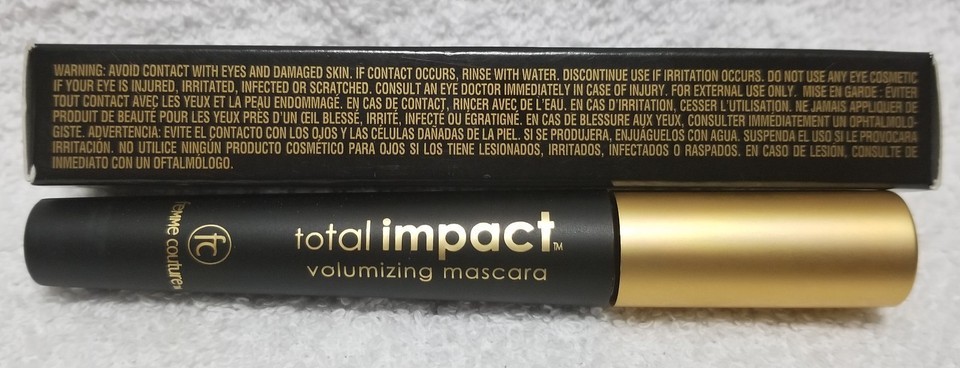 WARNING: AVOID CONTACT WITH EYES AND DAMAGED SKIN. IF CONTACT OCCURS, RINSE WITH WATER. DISCONTINUE USE IF IRRITATION OCCURS. DO NOT USE ANY EYE COSMETIC
IF YOUR EYE IS INJURED, IRRITATED, INFECTED OR SCRATCHED. CONSULT AN EYE DOCTOR IMMEDIATELY IN CASE OF INJURY. FOR EXTERNAL USE ONLY. MISE EN GARDE : ÉVITER
TOUT CONTACT AVEC LES YEUX ET LA PEAU ENDOMMAGÉ. EN CAS DE CONTACT, RINCER AVEC DE L'EAU. EN CAS D'IRRITATION, CESSER L'UTILISATION. NE JAMAIS APPLIQUER DE
PRODUIT DE BEAUTÉ POUR LES YEUX PRÈS D'UN ŒIL BLESSÉ, IRRITÉ, INFECTÉ OU ÉGRATIGNÉ. EN CAS DE BLESSURE AUX YEUX, CONSULTER IMMÉDIATEMENT UN OPHTALMOLO-
GISTE. ADVERTENCIA: EVITE EL CONTACTO CON LOS OJOS Y LAS CÉLULAS DAÑADAS DE LA PIEL. SI SE PRODUJERA, ENJUÁGUELOS CON AGUA. SUSPENDA EL USO SI LE PROVOCARA
IRRITACIÓN. NO UTILICE NINGÚN PRODUCTO COSMÉTICO PARA OJOS SI LOS TIENE LESIONADOS, IRRITADOS, INFECTADOS O RASPADOS. EN CASO DE LESIÓN, CONSULTE DE
INMEDIATO CON UN OFTALMÓLOGO.
femme couture
fc
total impact™
volumizing mascara